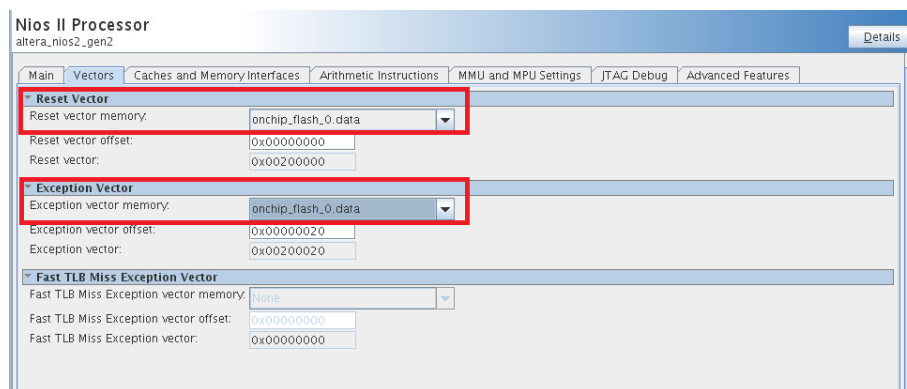 Nios II Processor
altera_nios2_gen2
Details
Main Vectors Caches and Memory Interfaces Arithmetic Instructions MMU and MPU Settings JTAG Debug Advanced Features
Reset Vector
Reset vector memory: onchip_flash_0.data
Reset vector offset: 0x00000000
Reset vector: 0x00200000
Exception Vector
Exception vector memory: onchip_flash_0.data
Exception vector offset: 0x00000020
Exception vector: 0x00200020
Fast TLB Miss Exception Vector
Fast TLB Miss Exception vector memory: None
Fast TLB Miss Exception vector offset: 0x00000000
Fast TLB Miss Exception vector: 0x00000000